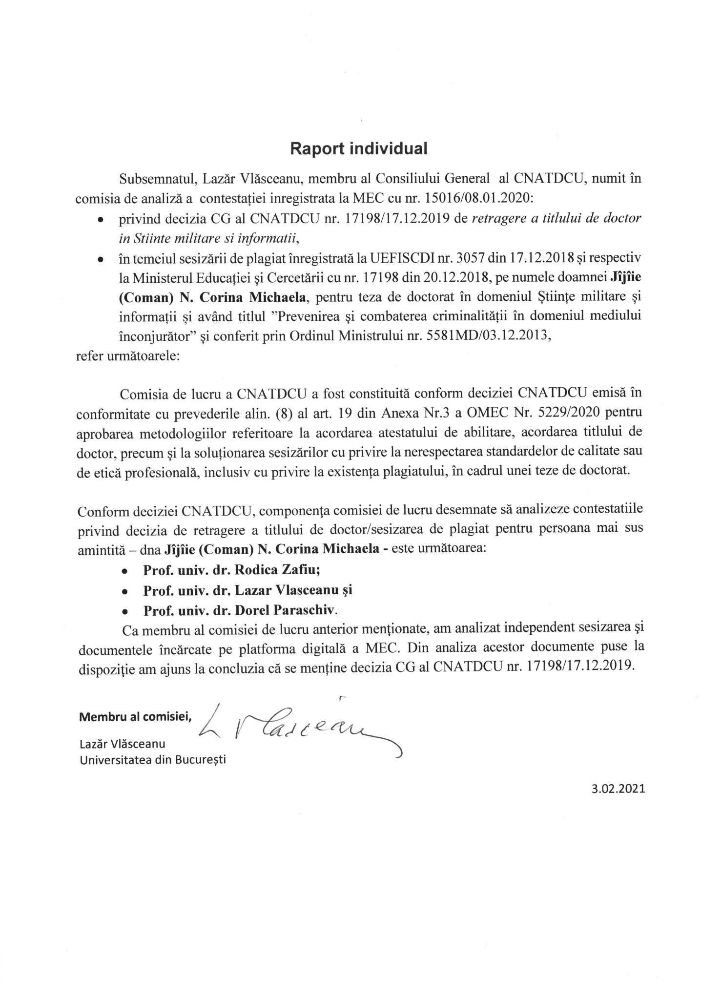 Raport individual
Subsemnatul, Lazăr Vlăsceanu, membru al Consiliului General al CNATDCU, numit în
comisia de analiză a contestației inregistrata la MEC cu nr. 15016/08.01.2020:
• privind decizia CG al CNATDCU nr. 17198/17.12.2019 de retragere a titlului de doctor
in Stiinte militare si informatii,
• în temeiul sesizării de plagiat înregistrată la UEFISCDI nr. 3057 din 17.12.2018 și respectiv
la Ministerul Educației și Cercetării cu nr. 17198 din 20.12.2018, pe numele doamnei Jîjîie
(Coman) N. Corina Michaela, pentru teza de doctorat în domeniul Științe militare și
informații și având titlul ”Prevenirea și combaterea criminalității în domeniul mediului
înconjurător” și conferit prin Ordinul Ministrului nr. 5581MD/03.12.2013,
refer următoarele:
Comisia de lucru a CNATDCU a fost constituită conform deciziei CNATDCU emisă în
conformitate cu prevederile alin. (8) al art. 19 din Anexa Nr.3 a OMEC Nr. 5229/2020 pentru
aprobarea metodologiilor referitoare la acordarea atestatului de abilitare, acordarea titlului de
doctor, precum și la soluționarea sesizărilor cu privire la nerespectarea standardelor de calitate sau
de etică profesională, inclusiv cu privire la existența plagiatului, în cadrul unei teze de doctorat.
Conform deciziei CNATDCU, componenţa comisiei de lucru desemnate să analizeze contestatiile
privind decizia de retragere a titlului de doctor/sesizarea de plagiat pentru persoana mai sus
amintită – dna Jîjîie (Coman) N. Corina Michaela - este următoarea:
• Prof. univ. dr. Rodica Zafiu;
• Prof. univ. dr. Lazar Vlasceanu şi
• Prof. univ. dr. Dorel Paraschiv.
Ca membru al comisiei de lucru anterior menţionate, am analizat independent sesizarea şi
documentele încărcate pe platforma digitală a MEC. Din analiza acestor documente puse la
dispoziţie am ajuns la concluzia că se menține decizia CG al CNATDCU nr. 17198/17.12.2019.
Membru al comisiei, L Vlasceanu
Lazăr Vlăsceanu
Universitatea din București
3.02.2021